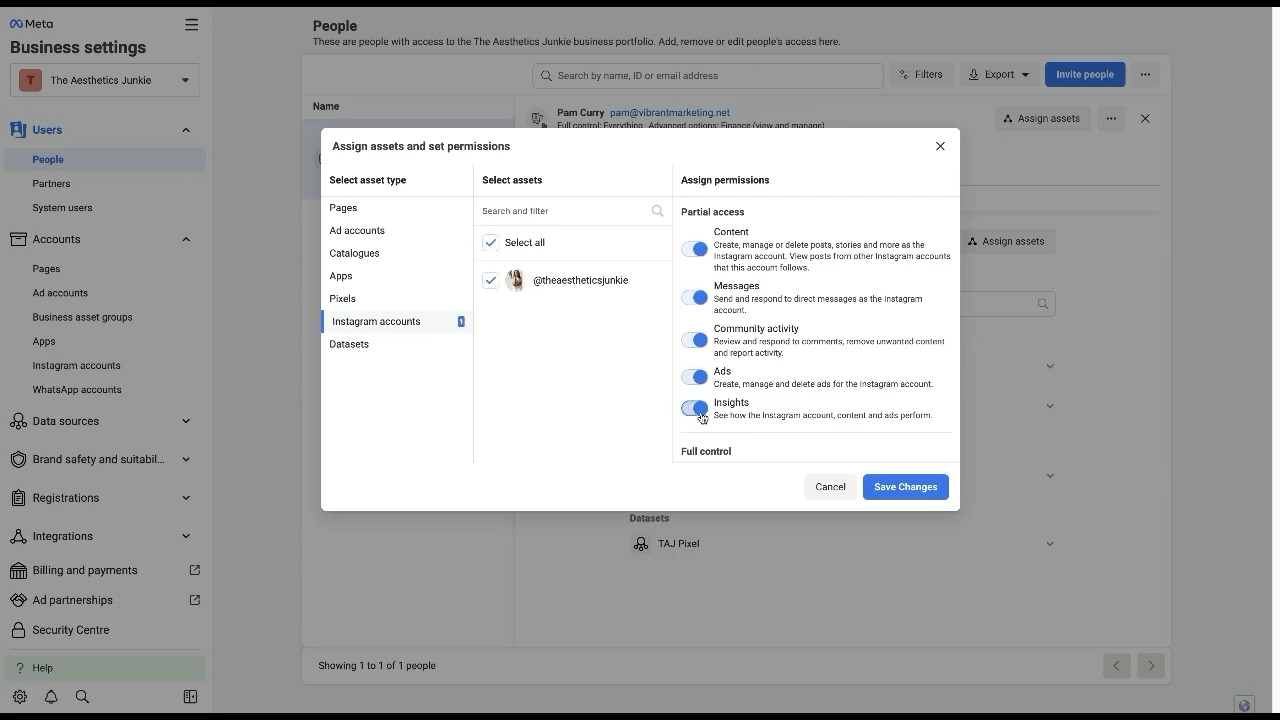 Meta
Business settings
T The Aesthetics Junkie
Users
People
Partners
System users
Accounts
Pages
Ad accounts
Business asset groups
Apps
Instagram accounts
WhatsApp accounts
Data sources
Brand safety and suitabil...
Registrations
Integrations
Billing and payments
Ad partnerships
Security Centre
? Help
People
These are people with access to the The Aesthetics Junkie business portfolio. Add, remove or edit people's access here.
Search by name, ID or email address
Filters
Export
Invite people
Name
Pam Curry pam@vibrantmarketing.net
Full control: Everything, Advanced options: Finance (view and manage)
Assign assets
Assign assets
Assign assets and set permissions
Select asset type
Pages
Ad accounts
Catalogues
Apps
Pixels
Instagram accounts 1
Datasets
Select assets
Search and filter
Select all
@theaestheticsjunkie
Assign permissions
Partial access
Content
Create, manage or delete posts, stories and more as the
Instagram account. View posts from other Instagram accounts
that this account follows.
Messages
Send and respond to direct messages as the Instagram
account.
Community activity
Review and respond to comments, remove unwanted content
and report activity.
Ads
Create, manage and delete ads for the Instagram account.
Insights
See how the Instagram account, content and ads perform.
Full control
Cancel
Save Changes
Datasets
TAJ Pixel
Showing 1 to 1 of 1 people